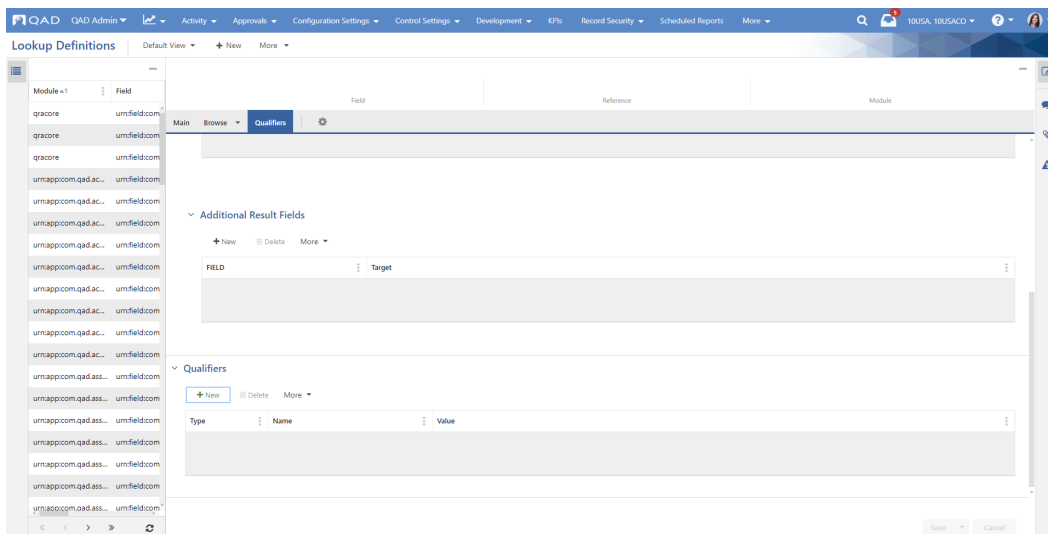 QAD QAD Admin Activity Approvals Configuration Settings Control Settings Development KPIs Record Security Scheduled Reports More 5 10USA, 10USACO
Lookup Definitions Default View + New More
Module 1 Field
Field Reference Module
Main Browse Qualifiers
qracore urn:field:com
qracore urn:field:com
qracore urn:field:com
urn:app:com.qad.ac... urn:field:com
urn:app:com.qad.ac... urn:field:com
urn:app:com.qad.ac... urn:field:com
urn:app:com.qad.ac... urn:field:com
urn:app:com.qad.ac... urn:field:com
urn:app:com.qad.ac... urn:field:com
urn:app:com.qad.ac... urn:field:com
urn:app:com.qad.ac... urn:field:com
urn:app:com.qad.ac... urn:field:com
urn:app:com.qad.ass... urn:field:com
urn:app:com.qad.ass... urn:field:com
urn:app:com.qad.ass... urn:field:com
urn:app:com.qad.ass... urn:field:com
urn:app:com.qad.ass... urn:field:com
urn:app:com.qad.ass... urn:field:com
urn:app:com.qad.ass... urn:field:com
Additional Result Fields
+ New Delete More
FIELD Target
Qualifiers
+ New Delete More
Type Name Value
Save Cancel